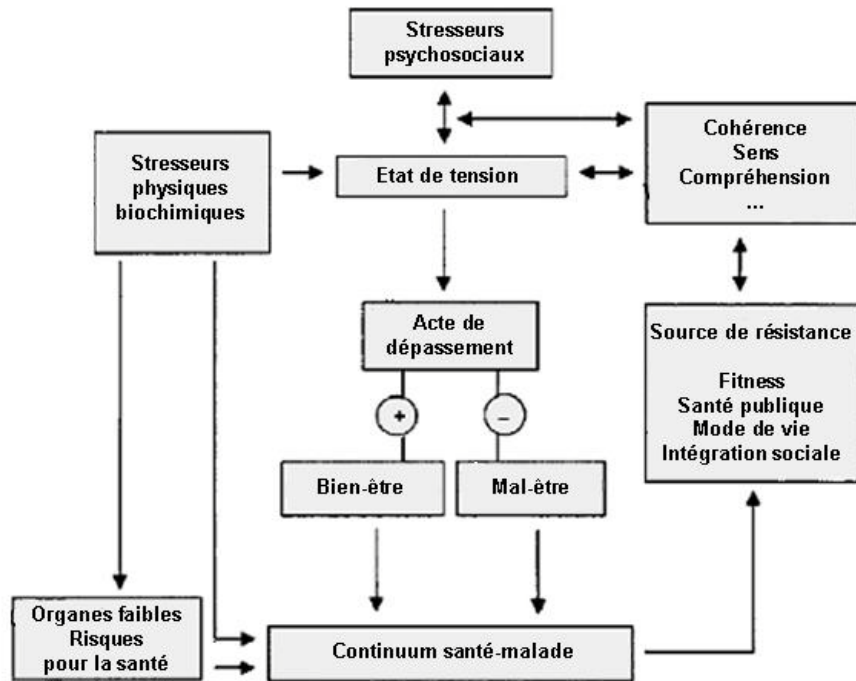 Stresseurs
psychosociaux
Stresseurs
physiques
biochimiques
Etat de tension
Cohérence
Sens
Compréhension
...
Acte de
dépassement
+
–
Bien-être
Mal-être
Source de résistance
Fitness
Santé publique
Mode de vie
Intégration sociale
Organes faibles
Risques
pour la santé
Continuum santé-malade